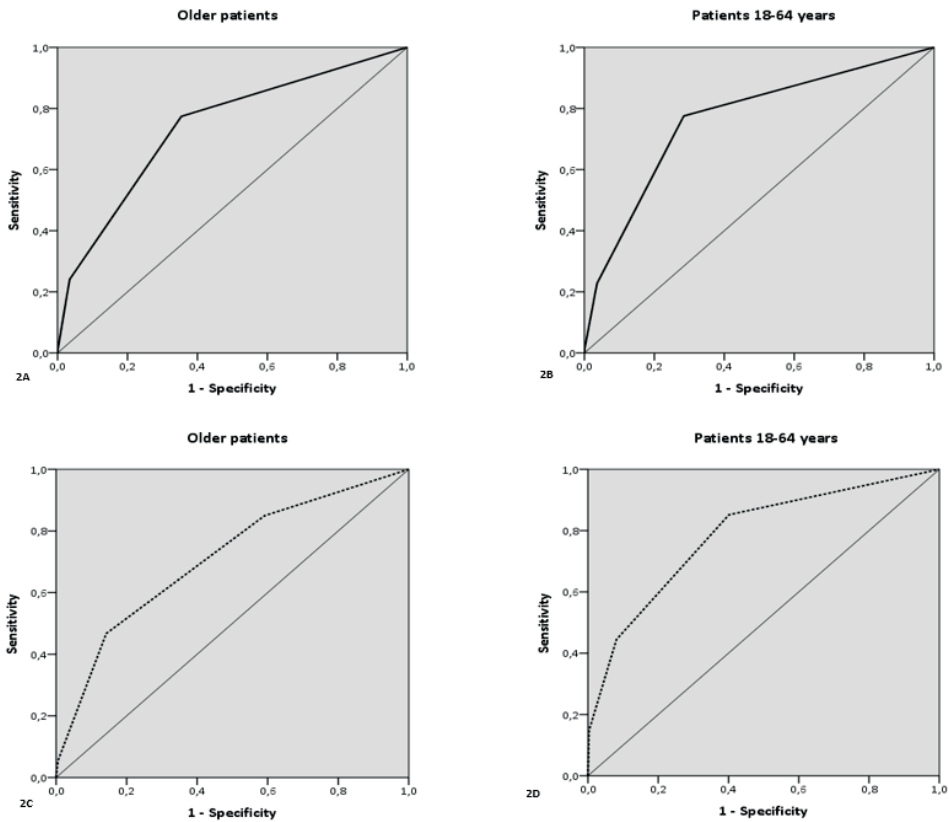 Older patients
Sensitivity
1,0
0,8
0,6
0,4
0,2
0,0
0,0 0,2 0,4 0,6 0,8 1,0
1 - Specificity
2A
Patients 18-64 years
Sensitivity
1,0
0,8
0,6
0,4
0,2
0,0
0,0 0,2 0,4 0,6 0,8 1,0
1 - Specificity
2B
Older patients
Sensitivity
1,0
0,8
0,6
0,4
0,2
0,0
0,0 0,2 0,4 0,6 0,8 1,0
1 - Specificity
2C
Patients 18-64 years
Sensitivity
1,0
0,8
0,6
0,4
0,2
0,0
0,0 0,2 0,4 0,6 0,8 1,0
1 - Specificity
2D